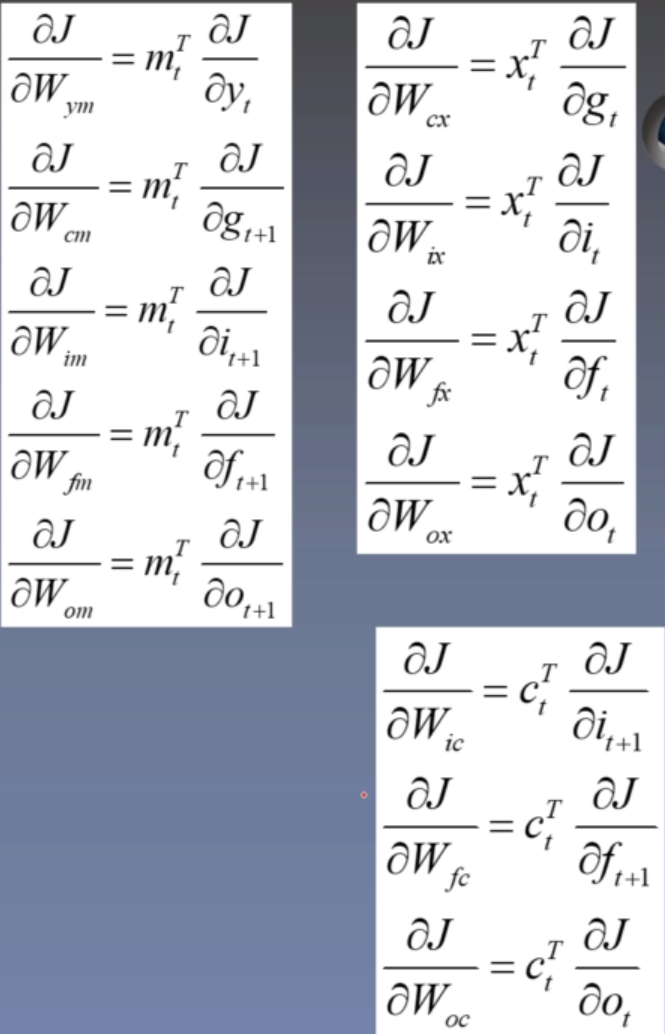 ∂J/∂W_ym = m_t^T ∂J/∂y_t
∂J/∂W_cm = m_t^T ∂J/∂g_{t+1}
∂J/∂W_im = m_t^T ∂J/∂i_{t+1}
∂J/∂W_fm = m_t^T ∂J/∂f_{t+1}
∂J/∂W_om = m_t^T ∂J/∂o_{t+1}
∂J/∂W_cx = x_t^T ∂J/∂g_t
∂J/∂W_ix = x_t^T ∂J/∂i_t
∂J/∂W_fx = x_t^T ∂J/∂f_t
∂J/∂W_ox = x_t^T ∂J/∂o_t
∂J/∂W_ic = c_t^T ∂J/∂i_{t+1}
∂J/∂W_fc = c_t^T ∂J/∂f_{t+1}
∂J/∂W_oc = c_t^T ∂J/∂o_t